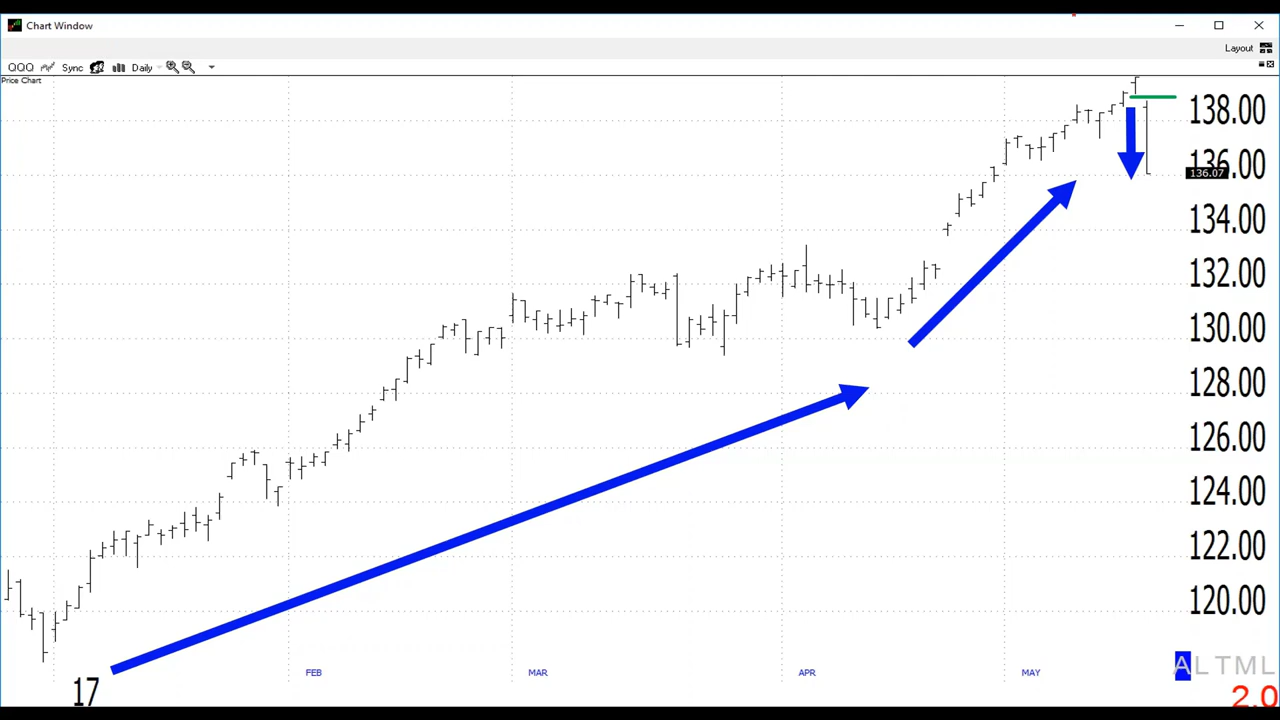 Chart Window
Layout
QQQ Sync Daily
Price Chart
138.00
136.00
136.07
134.00
132.00
130.00
128.00
126.00
124.00
122.00
120.00
FEB MAR APR MAY
17
ALTML
2.0